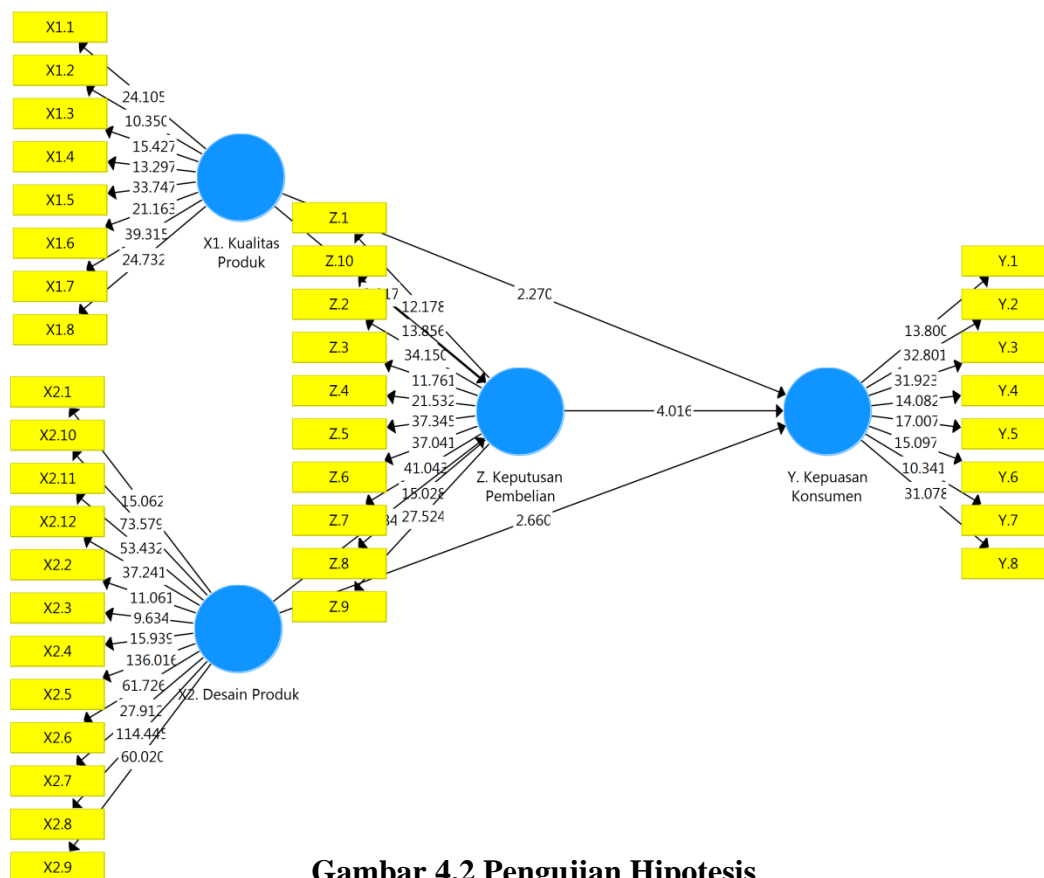 X1.1
X1.2
X1.3
X1.4
X1.5
X1.6
X1.7
X1.8
24.105
10.350
15.427
13.297
33.747
21.163
39.315
24.732
X1. Kualitas
Produk
X2.1
X2.10
X2.11
X2.12
X2.2
X2.3
X2.4
X2.5
X2.6
X2.7
X2.8
X2.9
15.062
73.579
53.432
37.241
11.061
9.634
15.939
136.016
61.726
27.912
114.445
60.020
X2. Desain Produk
Z.1
Z.10
Z.2
Z.3
Z.4
Z.5
Z.6
Z.7
Z.8
Z.9
12.178
13.856
34.150
11.761
21.532
37.345
37.041
41.043
15.028
27.524
Z. Keputusan
Pembelian
2.270
4.016
2.660
Y. Kepuasan
Konsumen
13.800
32.801
31.923
14.082
17.007
15.097
10.341
31.078
Y.1
Y.2
Y.3
Y.4
Y.5
Y.6
Y.7
Y.8
Gambar 4.2 Pengujian Hipotesis